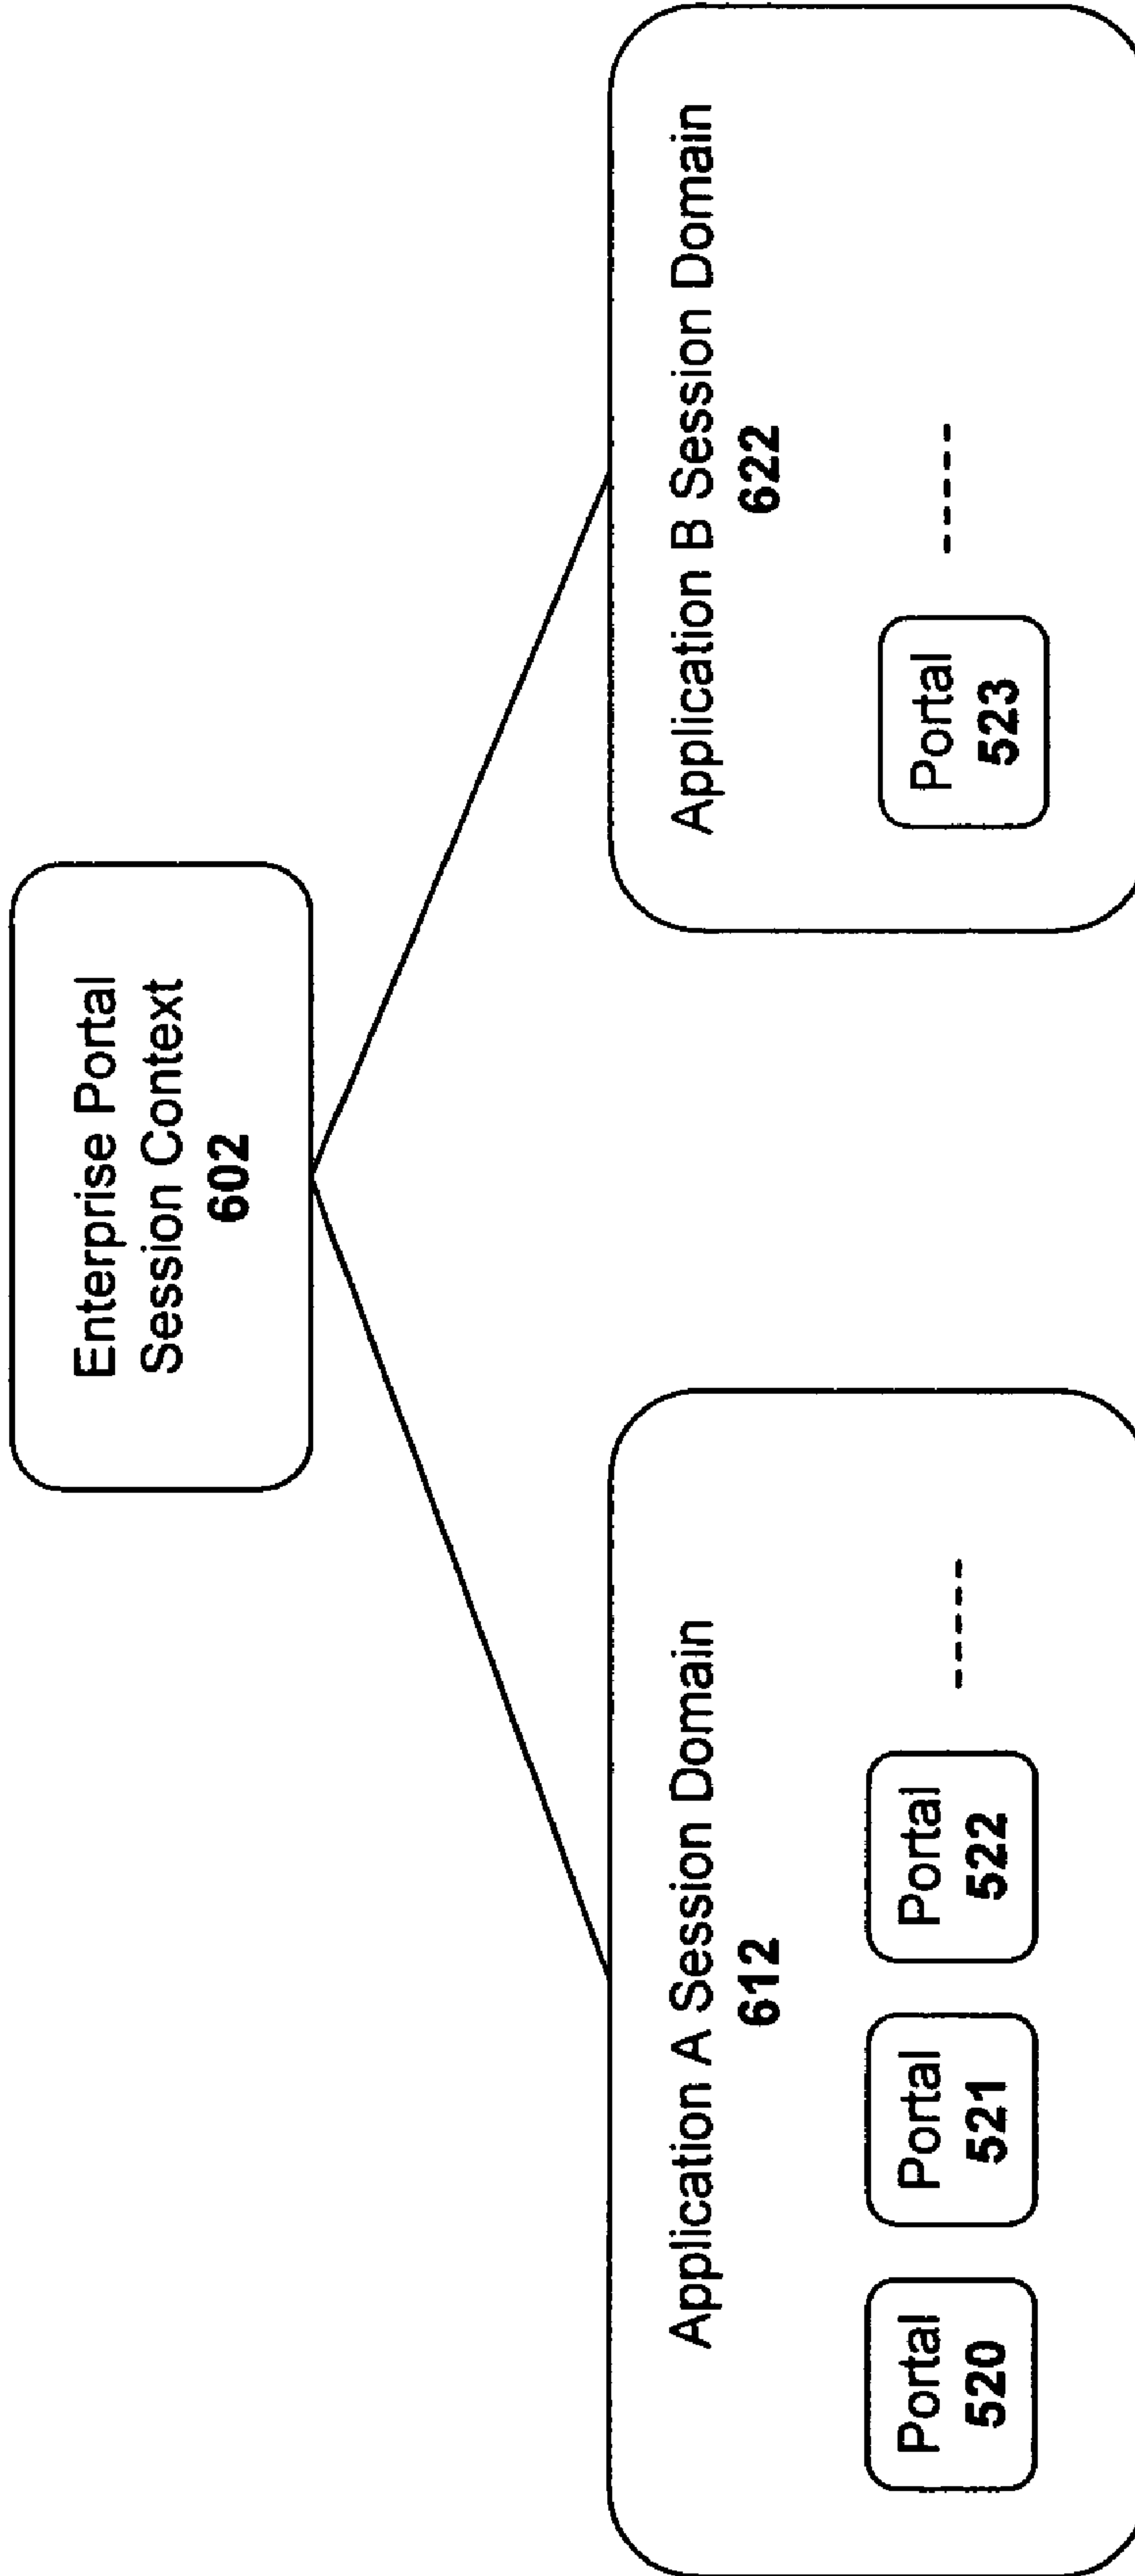 Enterprise Portal
Session Context
602
Application A Session Domain
612
Portal
520
Portal
521
Portal
522
-----
Application B Session Domain
622
Portal
523
-----